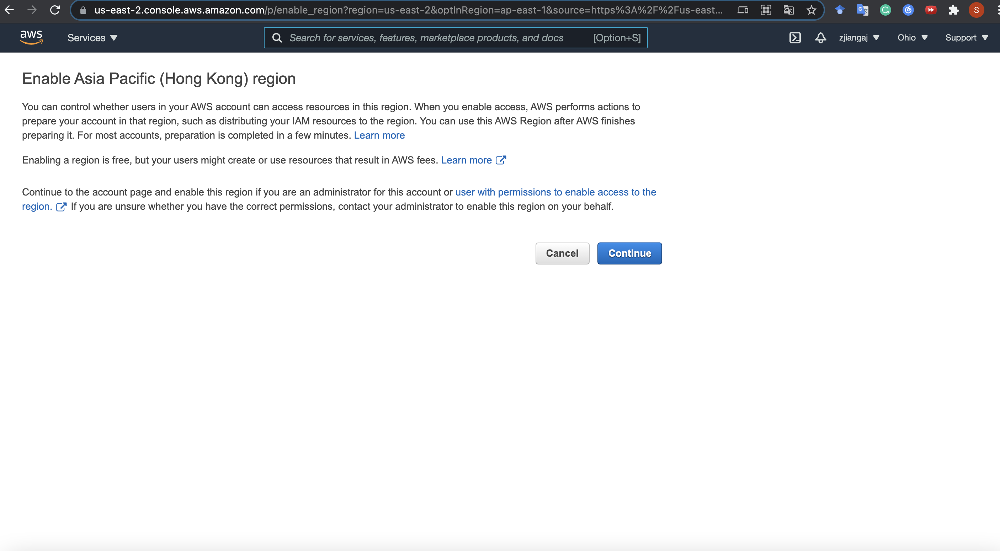 us-east-2.console.aws.amazon.com/p/enable_region?region=us-east-2&optInRegion=ap-east-1&source=https%3A%2F%2Fus-east...
S
aws Services Search for services, features, marketplace products, and docs [Option+S] zjiangaj Ohio Support
Enable Asia Pacific (Hong Kong) region
You can control whether users in your AWS account can access resources in this region. When you enable access, AWS performs actions to
prepare your account in that region, such as distributing your IAM resources to the region. You can use this AWS Region after AWS finishes
preparing it. For most accounts, preparation is completed in a few minutes. Learn more
Enabling a region is free, but your users might create or use resources that result in AWS fees. Learn more
Continue to the account page and enable this region if you are an administrator for this account or user with permissions to enable access to the
region. If you are unsure whether you have the correct permissions, contact your administrator to enable this region on your behalf.
Cancel Continue